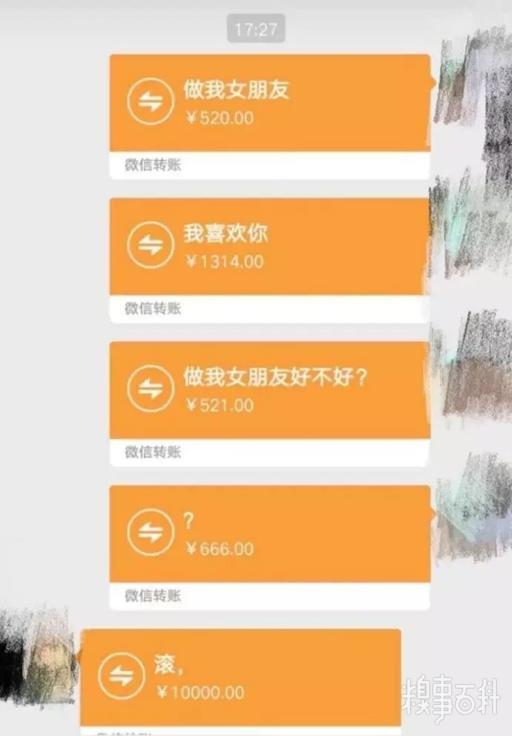 17:27
做我女朋友
¥520.00
微信转账
我喜欢你
¥1314.00
微信转账
做我女朋友好不好?
¥521.00
微信转账
?
¥666.00
微信转账
滚,
¥10000.00
糗事百科